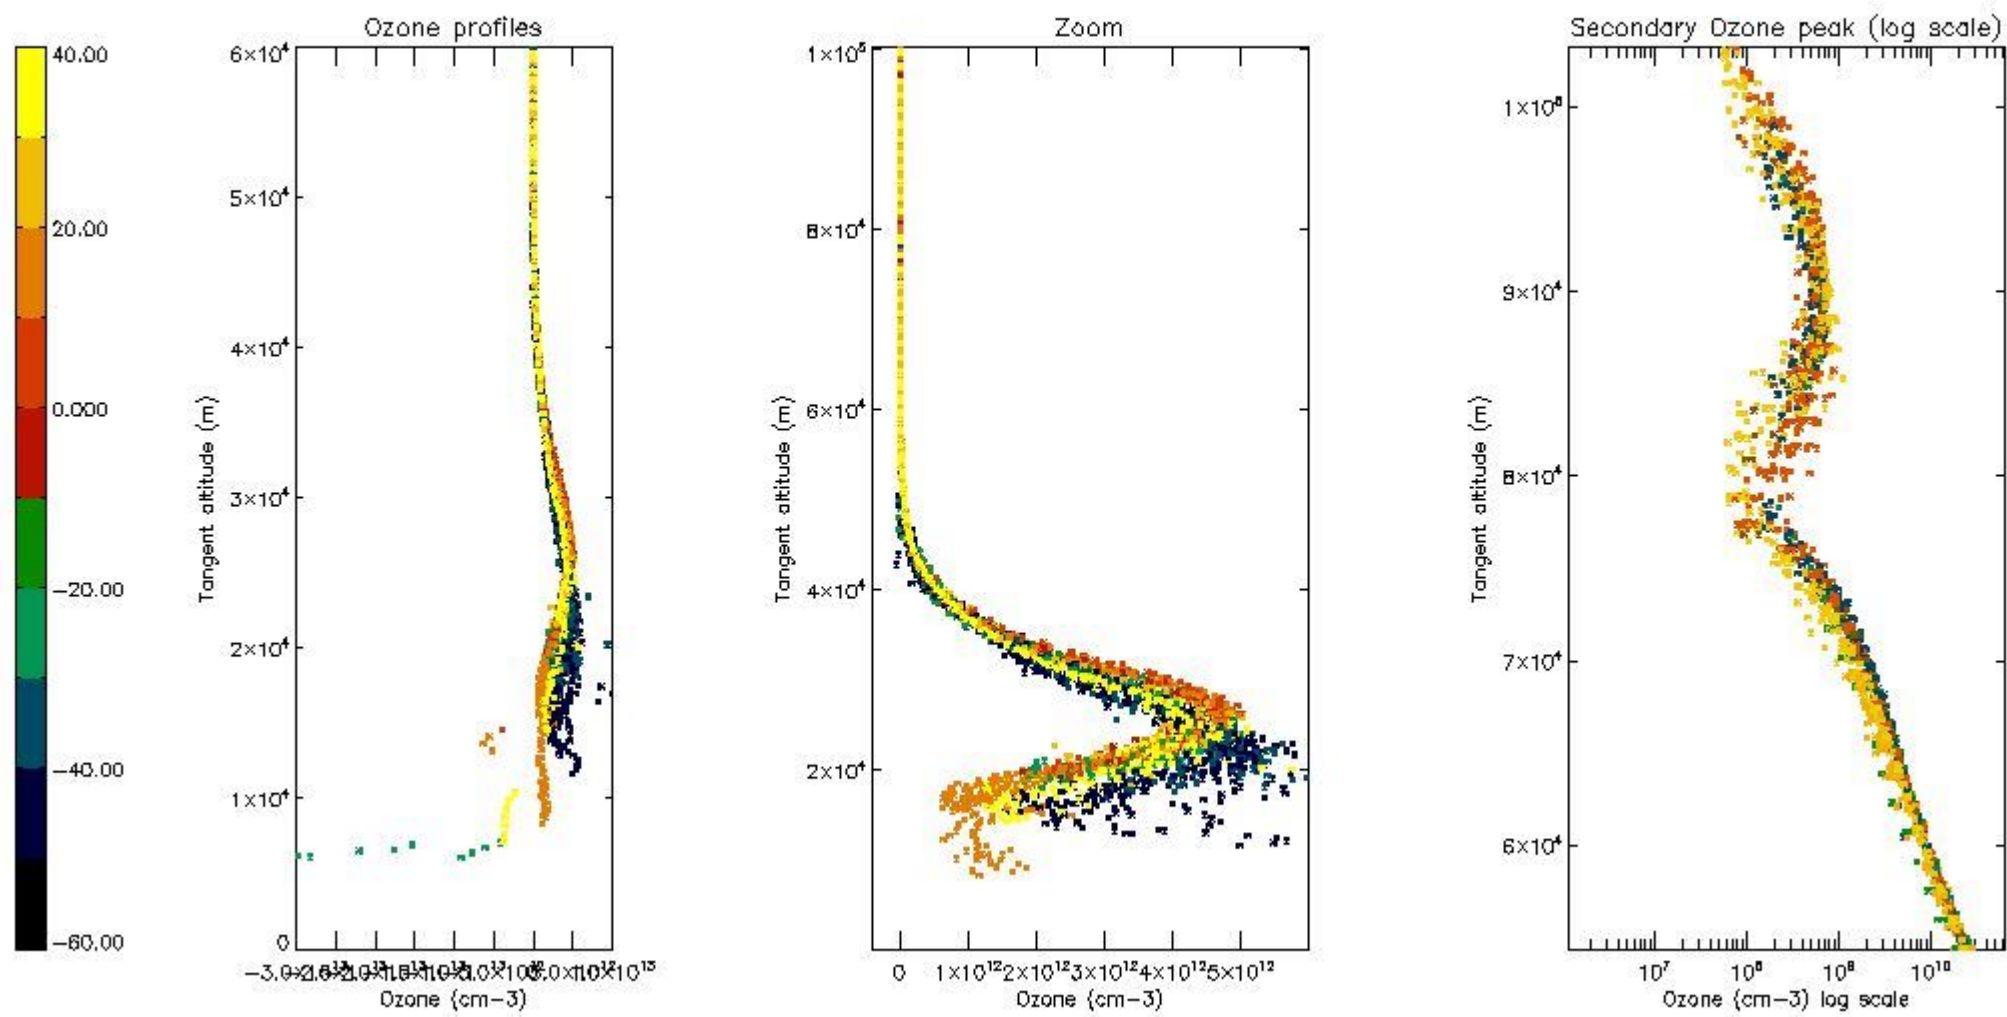 Ozone profiles
Zoom
Secondary Ozone peak (log scale)
40.00
20.00
0.000
−20.00
−40.00
−60.00
6×10⁴
5×10⁴
4×10⁴
3×10⁴
2×10⁴
1×10⁴
0
Tangent altitude (m)
Ozone (cm−3)
1×10⁵
8×10⁴
6×10⁴
4×10⁴
2×10⁴
Tangent altitude (m)
0 1×10¹² 2×10¹² 3×10¹² 4×10¹² 5×10¹²
Ozone (cm−3)
9×10⁴
8×10⁴
7×10⁴
6×10⁴
Tangent altitude (m)
10⁷ 10⁸ 10⁹ 10¹⁰
Ozone (cm−3) log scale